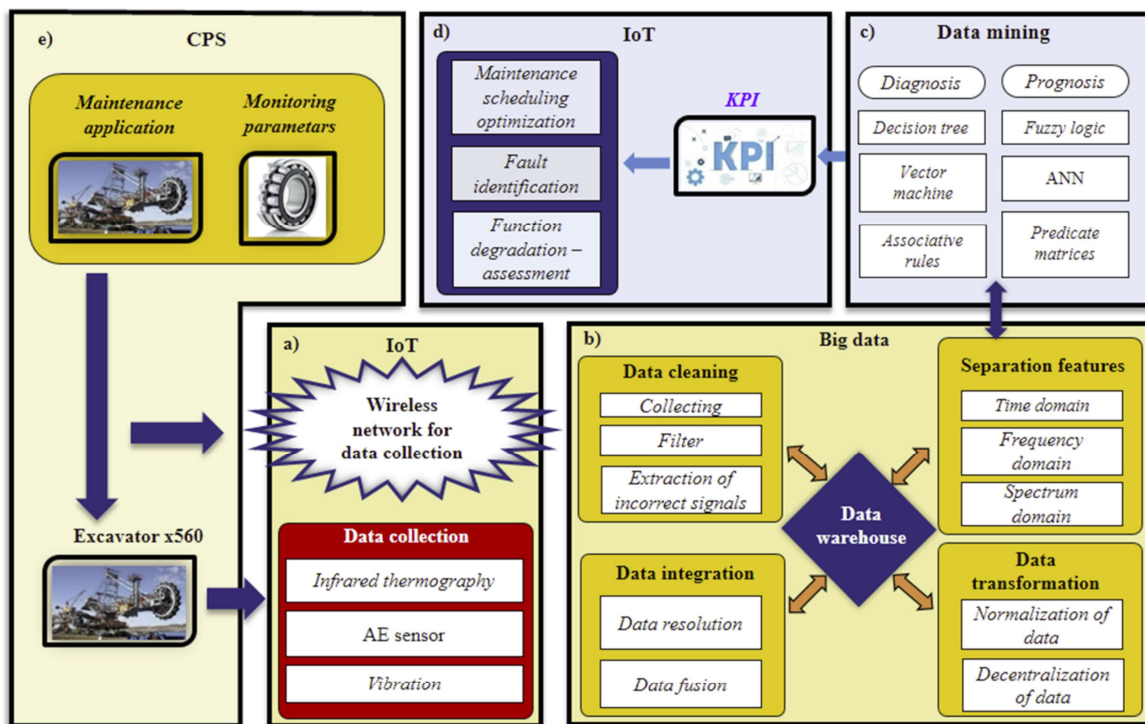 e)
CPS
Maintenance
application
Monitoring
parametars
Excavator x560
d)
IoT
Maintenance
scheduling
optimization
Fault
identification
Function
degradation –
assessment
KPI
KPI
c)
Data mining
Diagnosis
Prognosis
Decision tree
Fuzzy logic
Vector
machine
ANN
Associative
rules
Predicate
matrices
a)
IoT
Wireless
network for
data collection
Data collection
Infrared thermography
AE sensor
Vibration
b)
Big data
Data cleaning
Collecting
Filter
Extraction of
incorrect signals
Separation features
Time domain
Frequency
domain
Spectrum
domain
Data
warehouse
Data integration
Data resolution
Data fusion
Data
transformation
Normalization of
data
Decentralization
of data